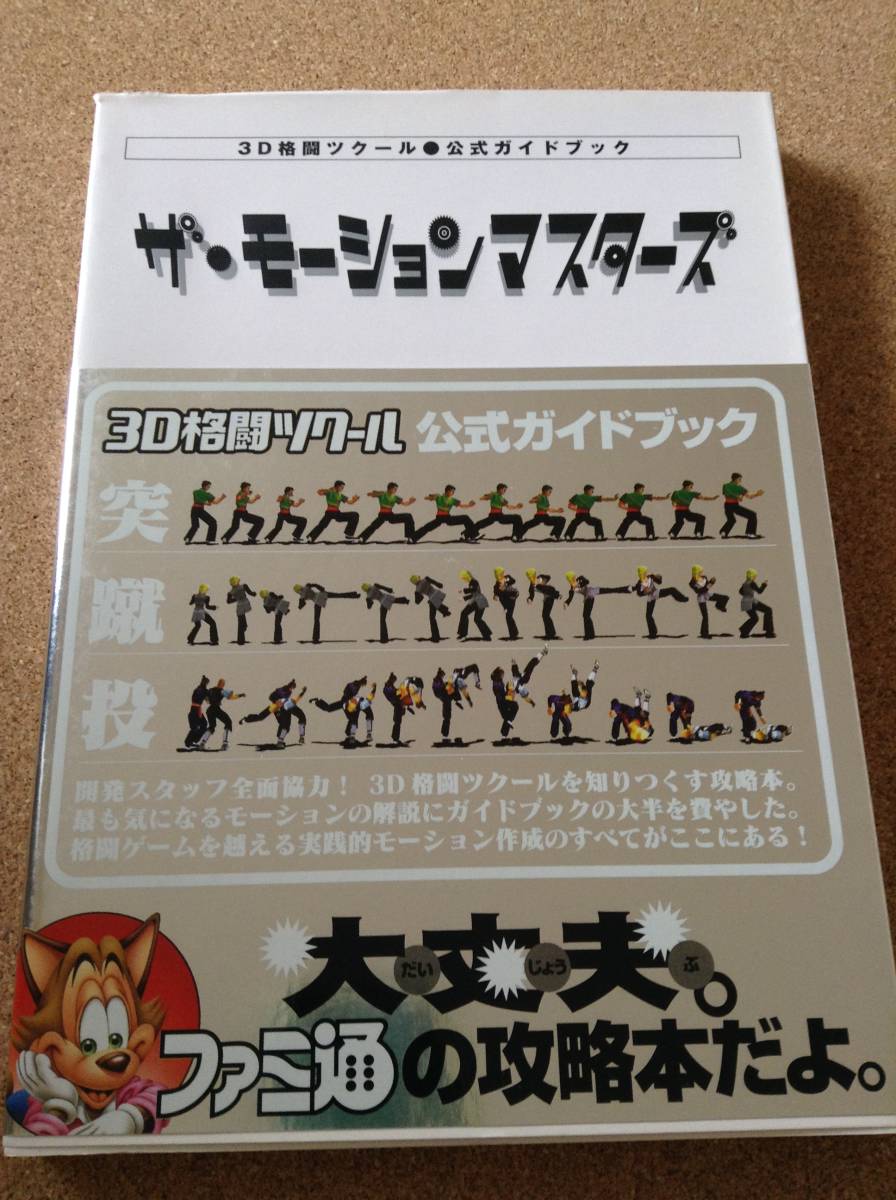 3D格闘ツクール●公式ガイドブック
ザ・モーションマスターズ
3D格闘ツクール 公式ガイドブック
突
蹴
投
開発スタッフ全面協力! 3D格闘ツクールを知りつくす攻略本。
最も気になるモーションの解説にガイドブックの大半を費やした。
格闘ゲームを越える実践的モーション作成のすべてがここにある!
大丈夫。
だい じょう ぶ
ファミ通の攻略本だよ。